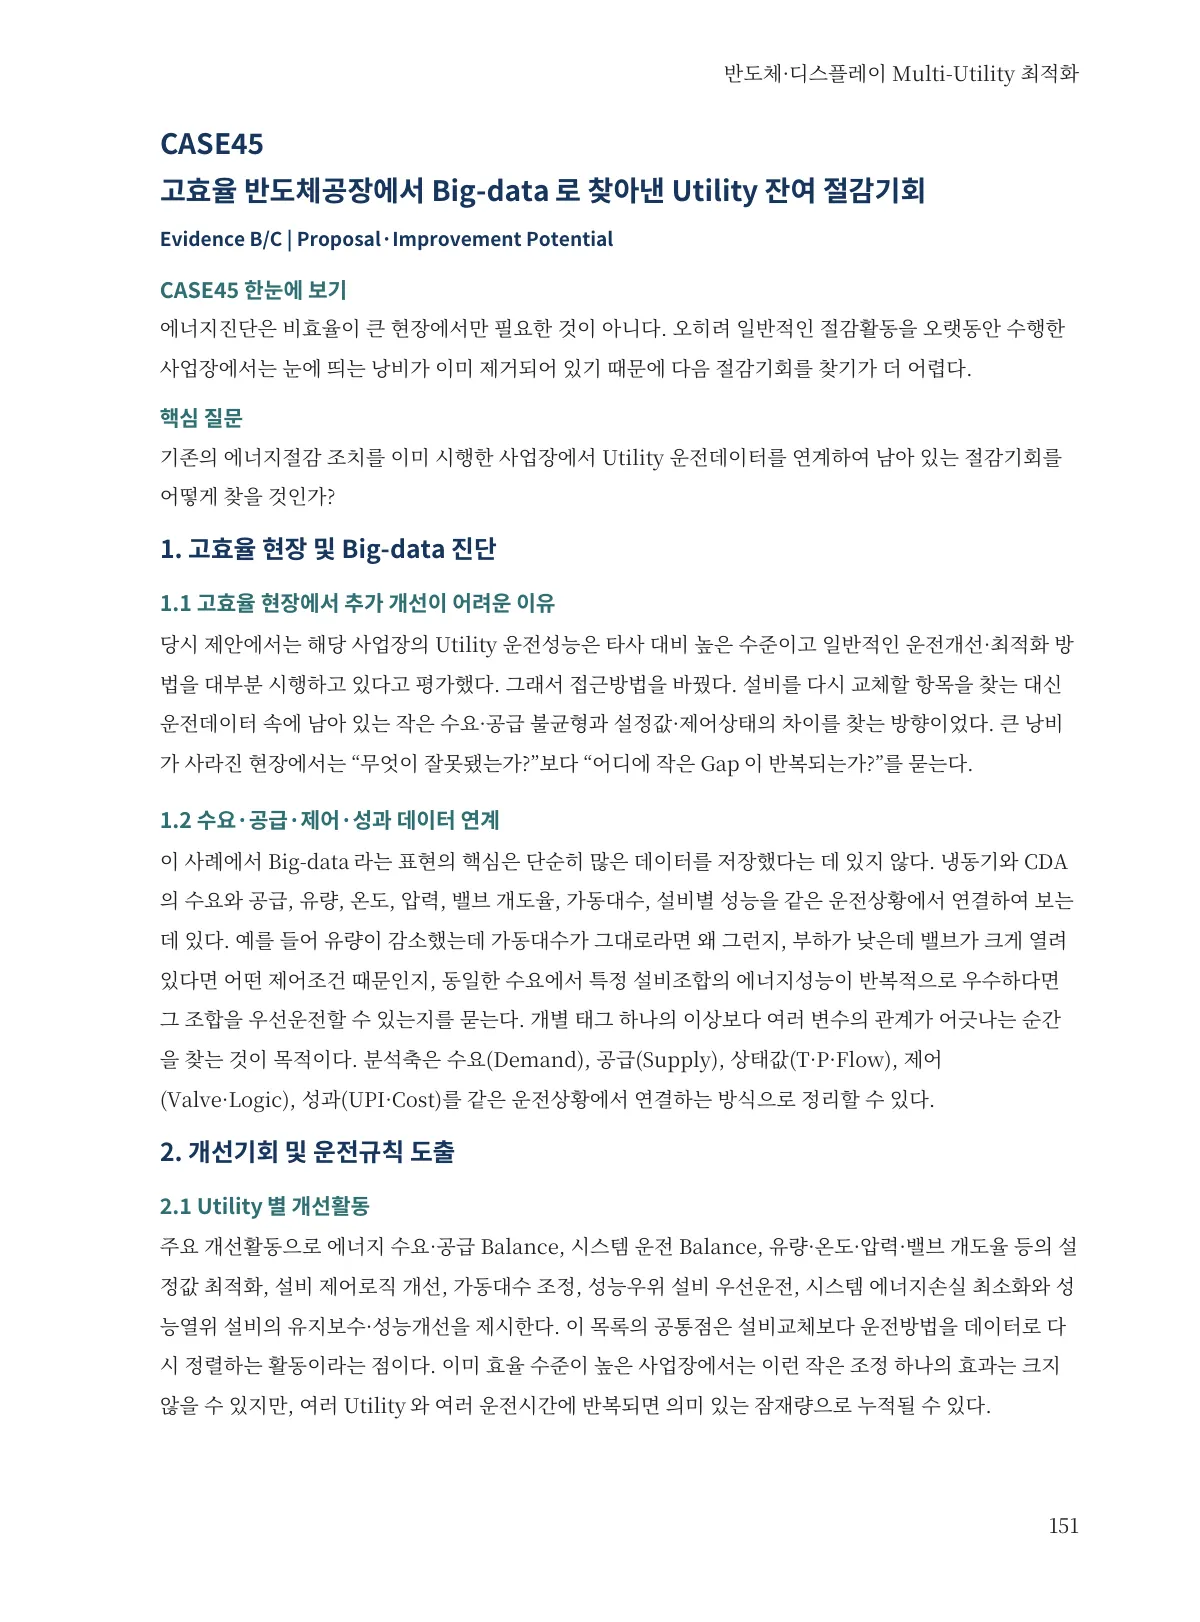 반도체·디스플레이 Multi-Utility 최적화
CASE45
고효율 반도체공장에서 Big-data 로 찾아낸 Utility 잔여 절감기회
Evidence B/C | Proposal·Improvement Potential
CASE45 한눈에 보기
에너지진단은 비효율이 큰 현장에서만 필요한 것이 아니다. 오히려 일반적인 절감활동을 오랫동안 수행한
사업장에서는 눈에 띄는 낭비가 이미 제거되어 있기 때문에 다음 절감기회를 찾기가 더 어렵다.
핵심 질문
기존의 에너지절감 조치를 이미 시행한 사업장에서 Utility 운전데이터를 연계하여 남아 있는 절감기회를
어떻게 찾을 것인가?
1. 고효율 현장 및 Big-data 진단
1.1 고효율 현장에서 추가 개선이 어려운 이유
당시 제안에서는 해당 사업장의 Utility 운전성능은 타사 대비 높은 수준이고 일반적인 운전개선·최적화 방
법을 대부분 시행하고 있다고 평가했다. 그래서 접근방법을 바꿨다. 설비를 다시 교체할 항목을 찾는 대신
운전데이터 속에 남아 있는 작은 수요·공급 불균형과 설정값·제어상태의 차이를 찾는 방향이었다. 큰 낭비
가 사라진 현장에서는 “무엇이 잘못됐는가?”보다 “어디에 작은 Gap 이 반복되는가?”를 묻는다.
1.2 수요·공급·제어·성과 데이터 연계
이 사례에서 Big-data 라는 표현의 핵심은 단순히 많은 데이터를 저장했다는 데 있지 않다. 냉동기와 CDA
의 수요와 공급, 유량, 온도, 압력, 밸브 개도율, 가동대수, 설비별 성능을 같은 운전상황에서 연결하여 보는
데 있다. 예를 들어 유량이 감소했는데 가동대수가 그대로라면 왜 그런지, 부하가 낮은데 밸브가 크게 열려
있다면 어떤 제어조건 때문인지, 동일한 수요에서 특정 설비조합의 에너지성능이 반복적으로 우수하다면
그 조합을 우선운전할 수 있는지를 묻는다. 개별 태그 하나의 이상보다 여러 변수의 관계가 어긋나는 순간
을 찾는 것이 목적이다. 분석축은 수요(Demand), 공급(Supply), 상태값(T·P·Flow), 제어
(Valve·Logic), 성과(UPI·Cost)를 같은 운전상황에서 연결하는 방식으로 정리할 수 있다.
2. 개선기회 및 운전규칙 도출
2.1 Utility 별 개선활동
주요 개선활동으로 에너지 수요·공급 Balance, 시스템 운전 Balance, 유량·온도·압력·밸브 개도율 등의 설
정값 최적화, 설비 제어로직 개선, 가동대수 조정, 성능우위 설비 우선운전, 시스템 에너지손실 최소화와 성
능열위 설비의 유지보수·성능개선을 제시한다. 이 목록의 공통점은 설비교체보다 운전방법을 데이터로 다
시 정렬하는 활동이라는 점이다. 이미 효율 수준이 높은 사업장에서는 이런 작은 조정 하나의 효과는 크지
않을 수 있지만, 여러 Utility 와 여러 운전시간에 반복되면 의미 있는 잠재량으로 누적될 수 있다.
151